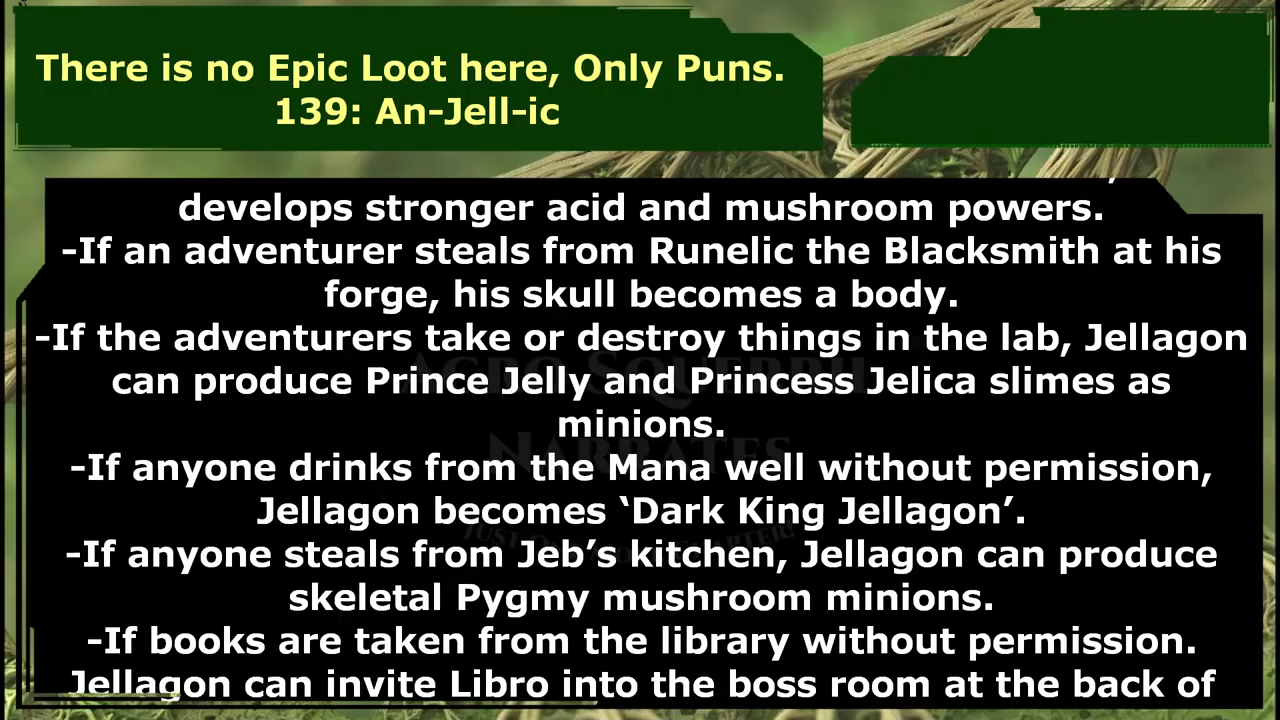 There is no Epic Loot here, Only Puns.
139: An-Jell-ic
develops stronger acid and mushroom powers.
-If an adventurer steals from Runelic the Blacksmith at his
forge, his skull becomes a body.
-If the adventurers take or destroy things in the lab, Jellagon
can produce Prince Jelly and Princess Jelica slimes as
minions.
-If anyone drinks from the Mana well without permission,
Jellagon becomes ‘Dark King Jellagon’.
-If anyone steals from Jeb’s kitchen, Jellagon can produce
skeletal Pygmy mushroom minions.
-If books are taken from the library without permission.
Jellagon can invite Libro into the boss room at the back of